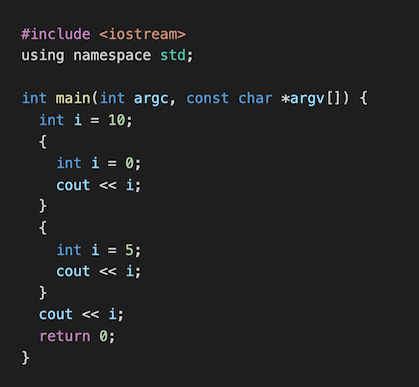 #include <iostream>
using namespace std;

int main(int argc, const char *argv[]) {
  int i = 10;
  {
    int i = 0;
    cout << i;
  }
  {
    int i = 5;
    cout << i;
  }
  cout << i;
  return 0;
}